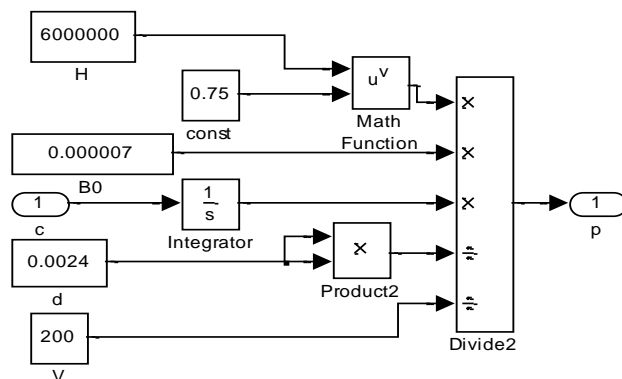 6000000
H
0.75
const
u^v
Math
Function
×
0.000007
B0
×
1
c
1
s
Integrator
×
1
p
0.0024
d
×
Product2
÷
200
V
÷
Divide2